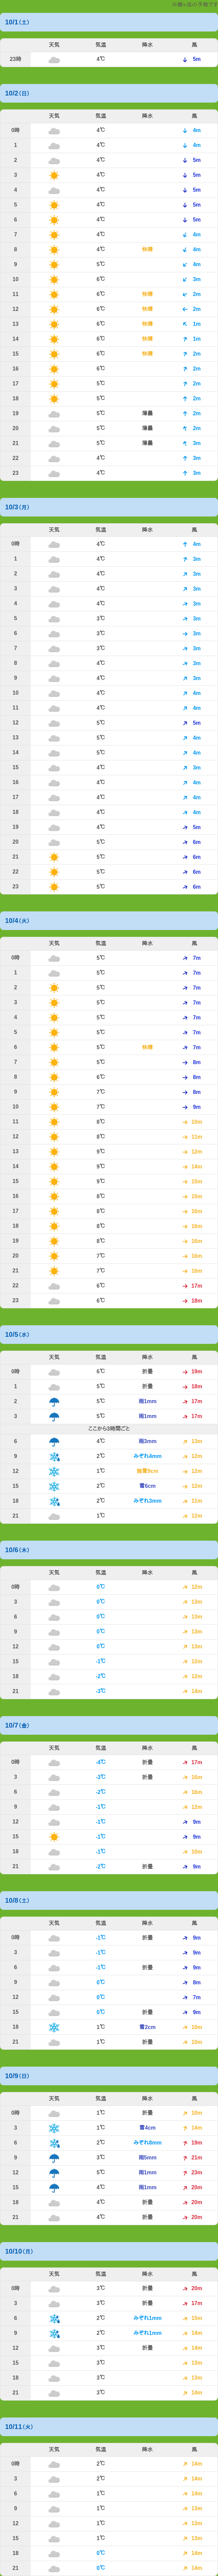 の予報です
10/1(土)
天気 気温 降水 風
23時 4℃ 5m
10/2(日)
天気 気温 降水 風
0時 4℃ 4m
1 4℃ 4m
2 4℃ 5m
3 4℃ 5m
4 4℃ 5m
5 4℃ 5m
6 4℃ 5m
7 4℃ 4m
8 4℃ 快晴 4m
9 5℃ 4m
10 6℃ 3m
11 6℃ 快晴 2m
12 6℃ 快晴 2m
13 6℃ 快晴 1m
14 6℃ 快晴 1m
15 6℃ 快晴 2m
16 6℃ 2m
17 5℃ 2m
18 5℃ 2m
19 5℃ 薄曇 2m
20 5℃ 薄曇 2m
21 5℃ 薄曇 3m
22 4℃ 3m
23 4℃ 3m
10/3(月)
天気 気温 降水 風
0時 4℃ 4m
1 4℃ 3m
2 4℃ 3m
3 4℃ 3m
4 4℃ 3m
5 3℃ 3m
6 3℃ 3m
7 3℃ 3m
8 4℃ 3m
9 4℃ 3m
10 4℃ 4m
11 4℃ 4m
12 5℃ 5m
13 5℃ 4m
14 5℃ 4m
15 4℃ 3m
16 4℃ 4m
17 4℃ 4m
18 4℃ 4m
19 4℃ 5m
20 5℃ 6m
21 5℃ 6m
22 5℃ 6m
23 5℃ 6m
10/4(火)
天気 気温 降水 風
0時 5℃ 7m
1 5℃ 7m
2 5℃ 7m
3 5℃ 7m
4 5℃ 7m
5 5℃ 7m
6 5℃ 快晴 7m
7 5℃ 8m
8 6℃ 8m
9 7℃ 8m
10 7℃ 9m
11 8℃ 10m
12 8℃ 11m
13 9℃ 12m
14 9℃ 14m
15 9℃ 15m
16 8℃ 15m
17 8℃ 16m
18 8℃ 16m
19 8℃ 16m
20 7℃ 16m
21 7℃ 16m
22 6℃ 17m
23 6℃ 18m
10/5(水)
天気 気温 降水 風
0時 6℃ 折曇 19m
1 5℃ 折曇 18m
2 5℃ 雨1mm 17m
3 5℃ 雨1mm 17m
ここから3時間ごと
6 4℃ 雨3mm 13m
9 2℃ みぞれ4mm 12m
12 1℃ 強雪9cm 12m
15 2℃ 雪6cm 12m
18 2℃ みぞれ3mm 11m
21 1℃ 12m
10/6(木)
天気 気温 降水 風
0時 0℃ 12m
3 0℃ 13m
6 0℃ 13m
9 0℃ 13m
12 0℃ 13m
15 -1℃ 13m
18 -2℃ 12m
21 -3℃ 14m
10/7(金)
天気 気温 降水 風
0時 -4℃ 折曇 17m
3 -3℃ 折曇 16m
6 -2℃ 15m
9 -1℃ 12m
12 -1℃ 9m
15 -1℃ 9m
18 -1℃ 10m
21 -2℃ 折曇 9m
10/8(土)
天気 気温 降水 風
0時 -1℃ 折曇 9m
3 -1℃ 9m
6 -1℃ 折曇 9m
9 0℃ 8m
12 0℃ 7m
15 0℃ 折曇 9m
18 1℃ 雪2cm 10m
21 1℃ 折曇 10m
10/9(日)
天気 気温 降水 風
0時 1℃ 折曇 10m
3 1℃ 雪4cm 14m
6 2℃ みぞれ8mm 19m
9 3℃ 雨5mm 21m
12 5℃ 雨1mm 23m
15 4℃ 雨1mm 20m
18 4℃ 折曇 20m
21 4℃ 折曇 20m
10/10(月)
天気 気温 降水 風
0時 3℃ 折曇 20m
3 3℃ 折曇 17m
6 2℃ みぞれ1mm 15m
9 2℃ みぞれ1mm 14m
12 3℃ 折曇 14m
15 3℃ 13m
18 3℃ 13m
21 3℃ 14m
10/11(火)
天気 気温 降水 風
0時 2℃ 14m
3 2℃ 14m
6 1℃ 14m
9 1℃ 13m
12 1℃ 13m
15 1℃ 13m
18 0℃ 14m
21 0℃ 14m